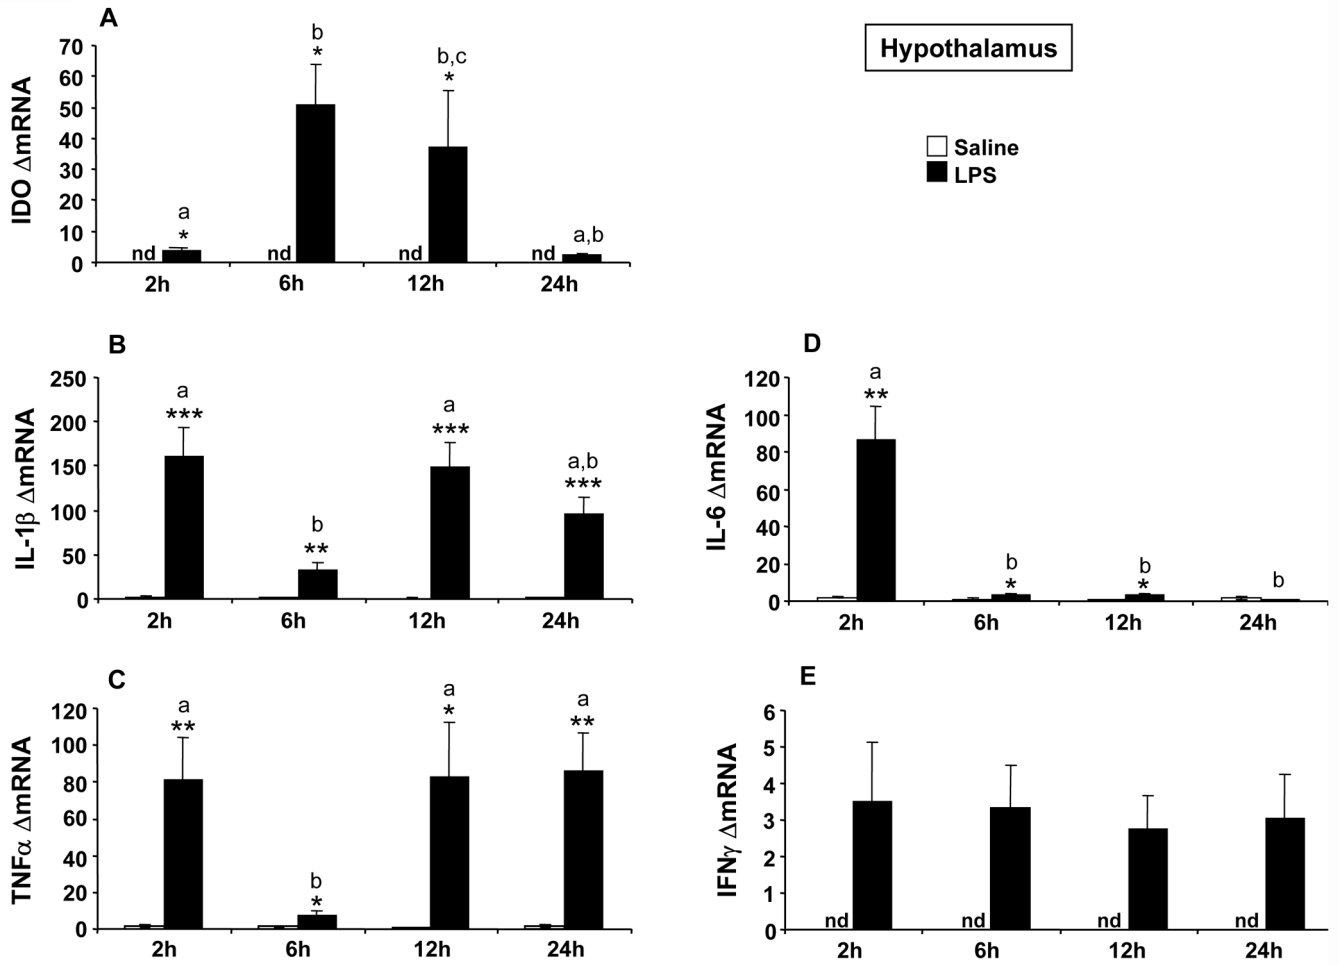 A
Hypothalamus
Saline
LPS
IDO ΔmRNA
70
60
50
40
30
20
10
0
b
*
b,c
*
a
*
a,b
nd
nd
nd
nd
2h
6h
12h
24h
B
IL-1β ΔmRNA
250
200
150
100
50
0
a
***
b
**
a
***
a,b
***
2h
6h
12h
24h
D
IL-6 ΔmRNA
120
100
80
60
40
20
0
a
**
b
*
b
*
b
2h
6h
12h
24h
C
TNFα ΔmRNA
120
100
80
60
40
20
0
a
**
b
*
a
*
a
**
2h
6h
12h
24h
E
IFNγ ΔmRNA
6
5
4
3
2
1
0
nd
nd
nd
nd
2h
6h
12h
24h